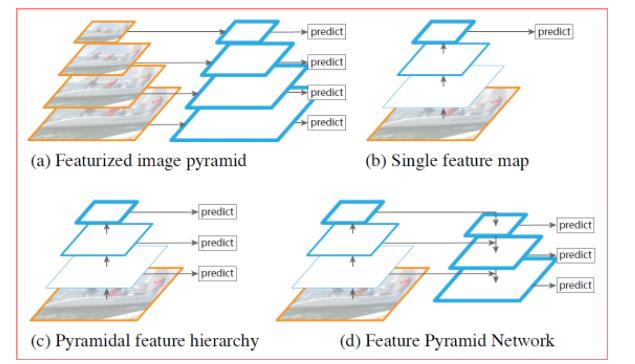 predict
predict
predict
predict
(a) Featurized image pyramid
predict
(b) Single feature map
predict
predict
predict
(c) Pyramidal feature hierarchy
predict
predict
predict
(d) Feature Pyramid Network